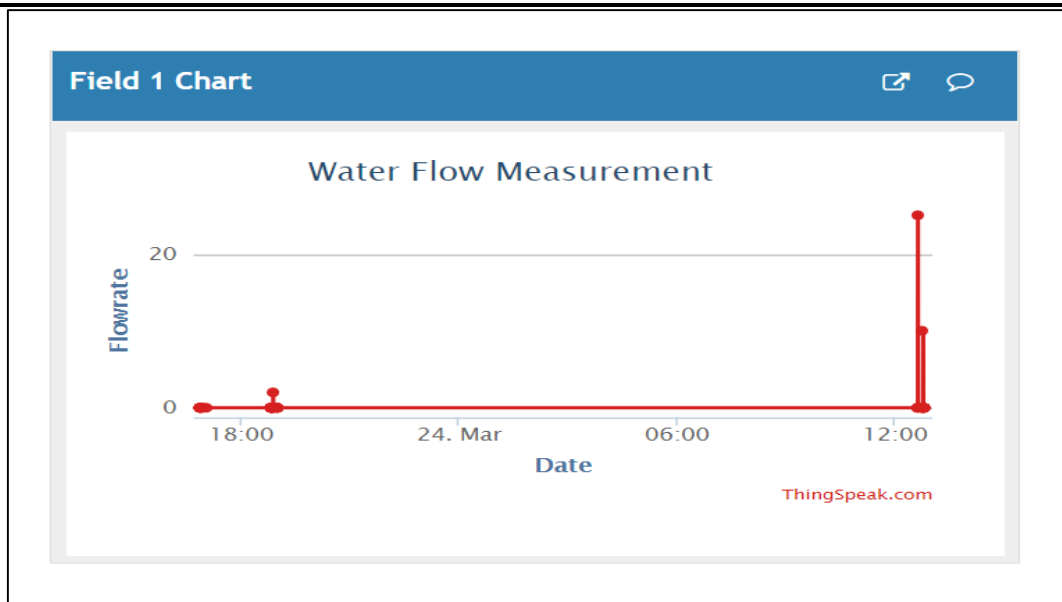 Field 1 Chart
Water Flow Measurement
20
Flowrate
0
18:00 24. Mar 06:00 12:00
Date
ThingSpeak.com